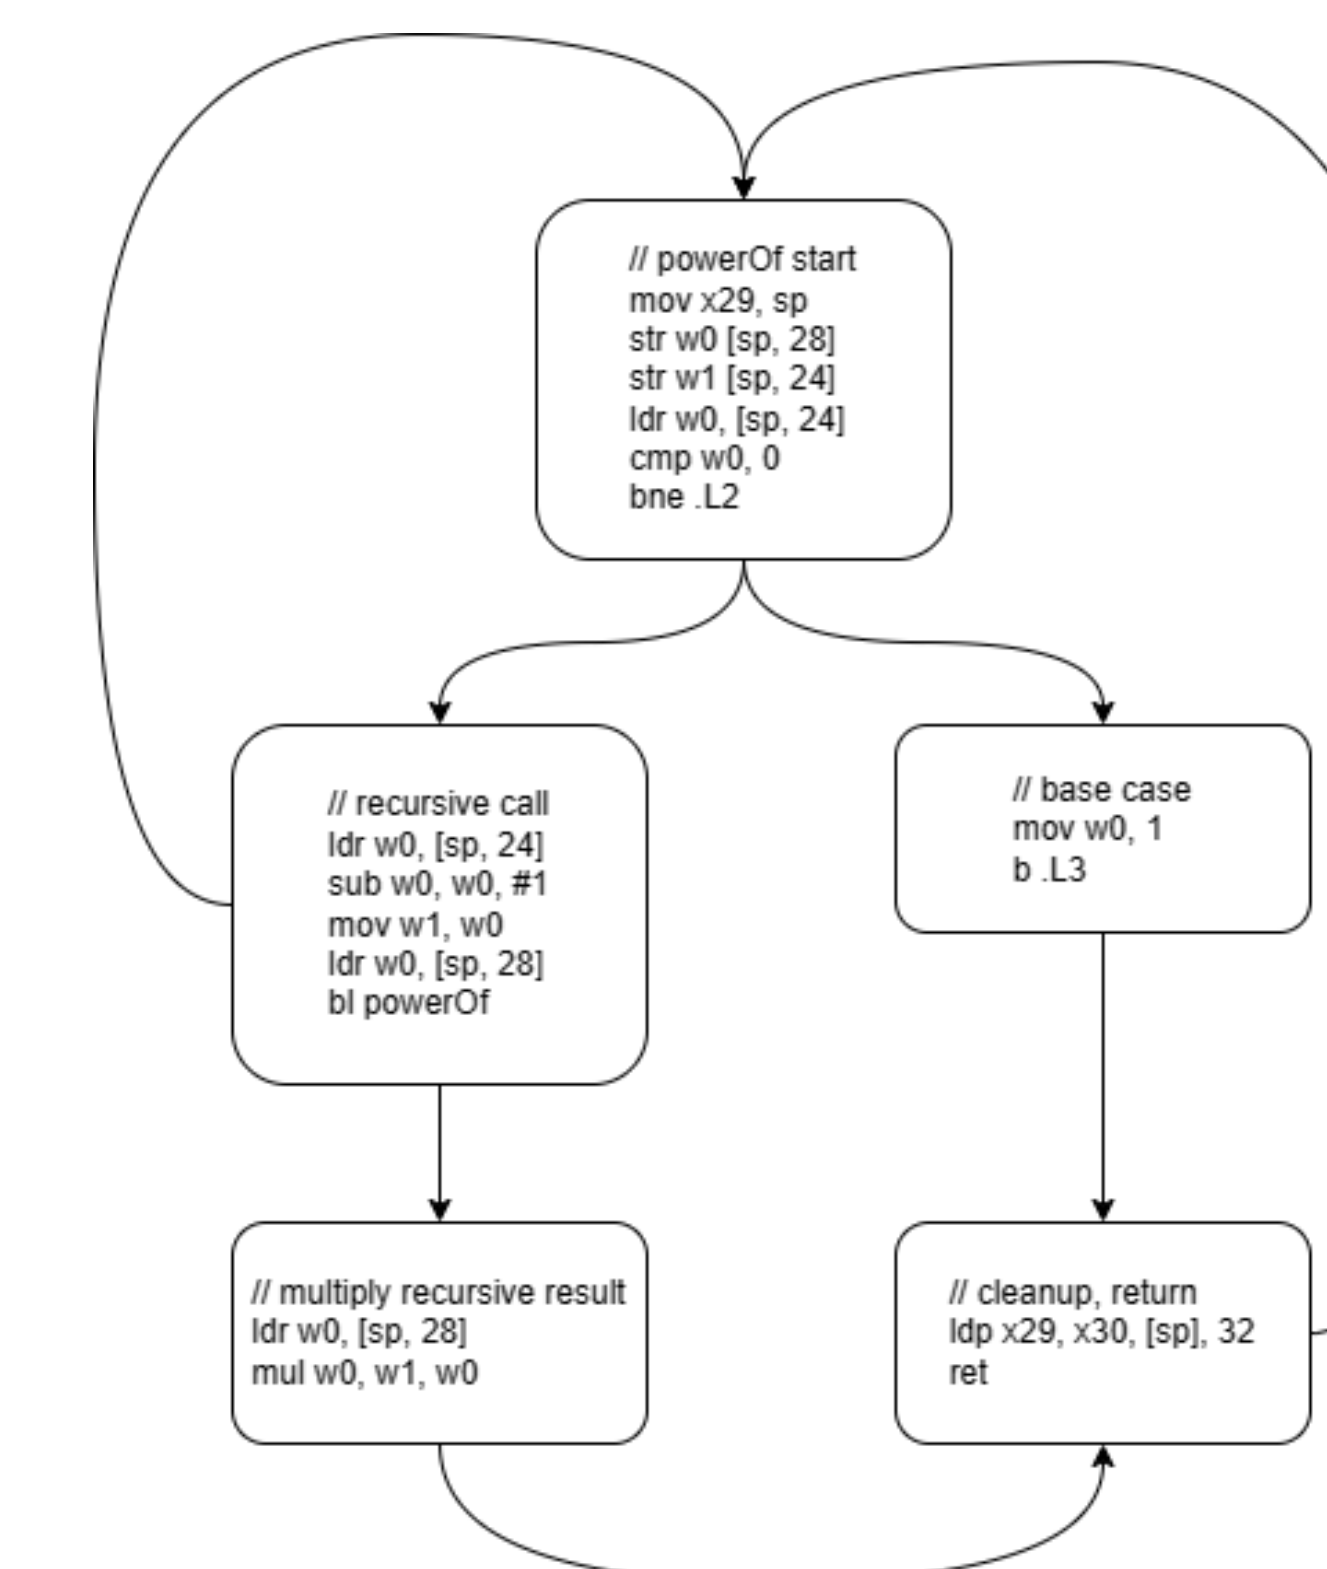 // powerOf start
mov x29, sp
str w0 [sp, 28]
str w1 [sp, 24]
ldr w0, [sp, 24]
cmp w0, 0
bne .L2
// recursive call
ldr w0, [sp, 24]
sub w0, w0, #1
mov w1, w0
ldr w0, [sp, 28]
bl powerOf
// base case
mov w0, 1
b .L3
// multiply recursive result
ldr w0, [sp, 28]
mul w0, w1, w0
// cleanup, return
ldp x29, x30, [sp], 32
ret